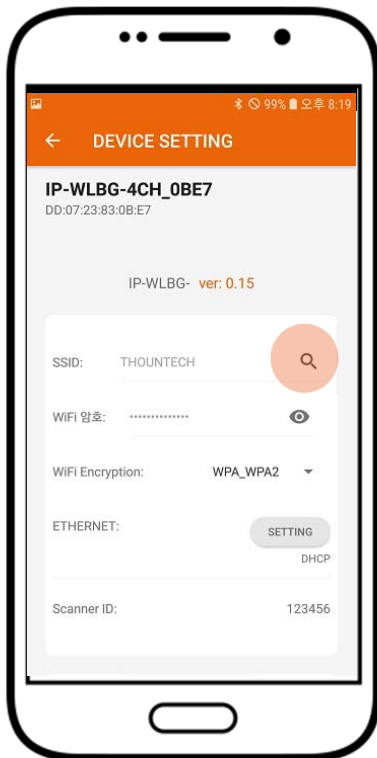 99% 오후 8:19
DEVICE SETTING
IP-WLBG-4CH_0BE7
DD:07:23:83:0B:E7
IP-WLBG- ver: 0.15
SSID: THOUNTECH
WiFi 암호: ··············
WiFi Encryption: WPA_WPA2
ETHERNET: SETTING
DHCP
Scanner ID: 123456